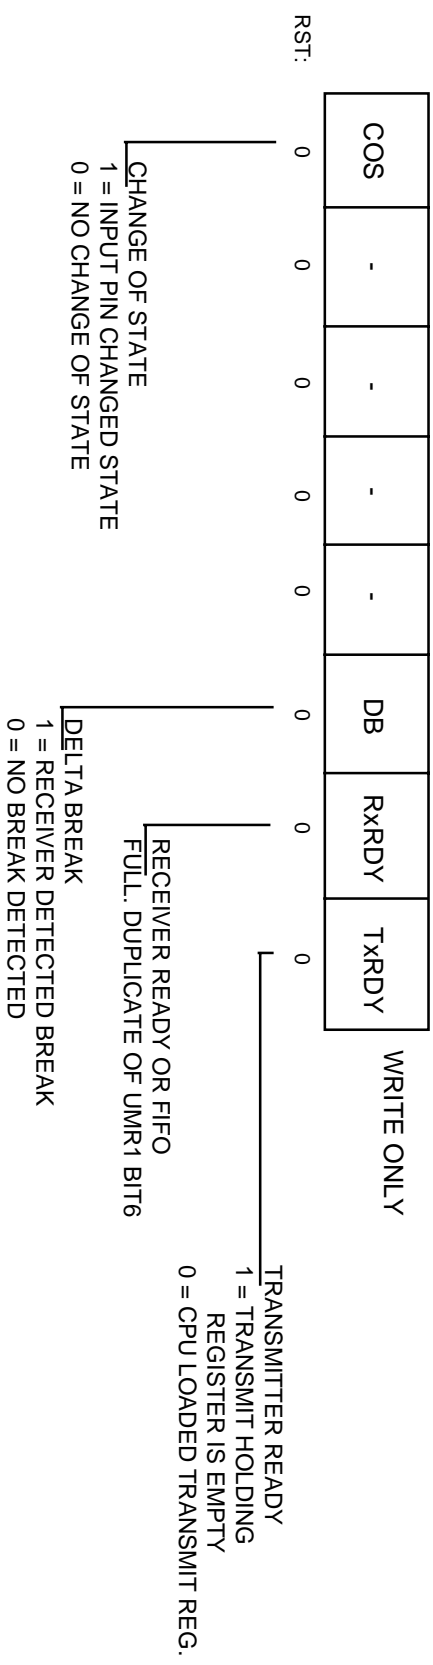 COS - - - - DB RxRDY TxRDY WRITE ONLY
RST: 0 0 0 0 0 0 0 0
TRANSMITTER READY
1 = TRANSMIT HOLDING
REGISTER IS EMPTY
0 = CPU LOADED TRANSMIT REG.
RECEIVER READY OR FIFO
FULL. DUPLICATE OF UMR1 BIT6
CHANGE OF STATE
1 = INPUT PIN CHANGED STATE
0 = NO CHANGE OF STATE
DELTA BREAK
1 = RECEIVER DETECTED BREAK
0 = NO BREAK DETECTED